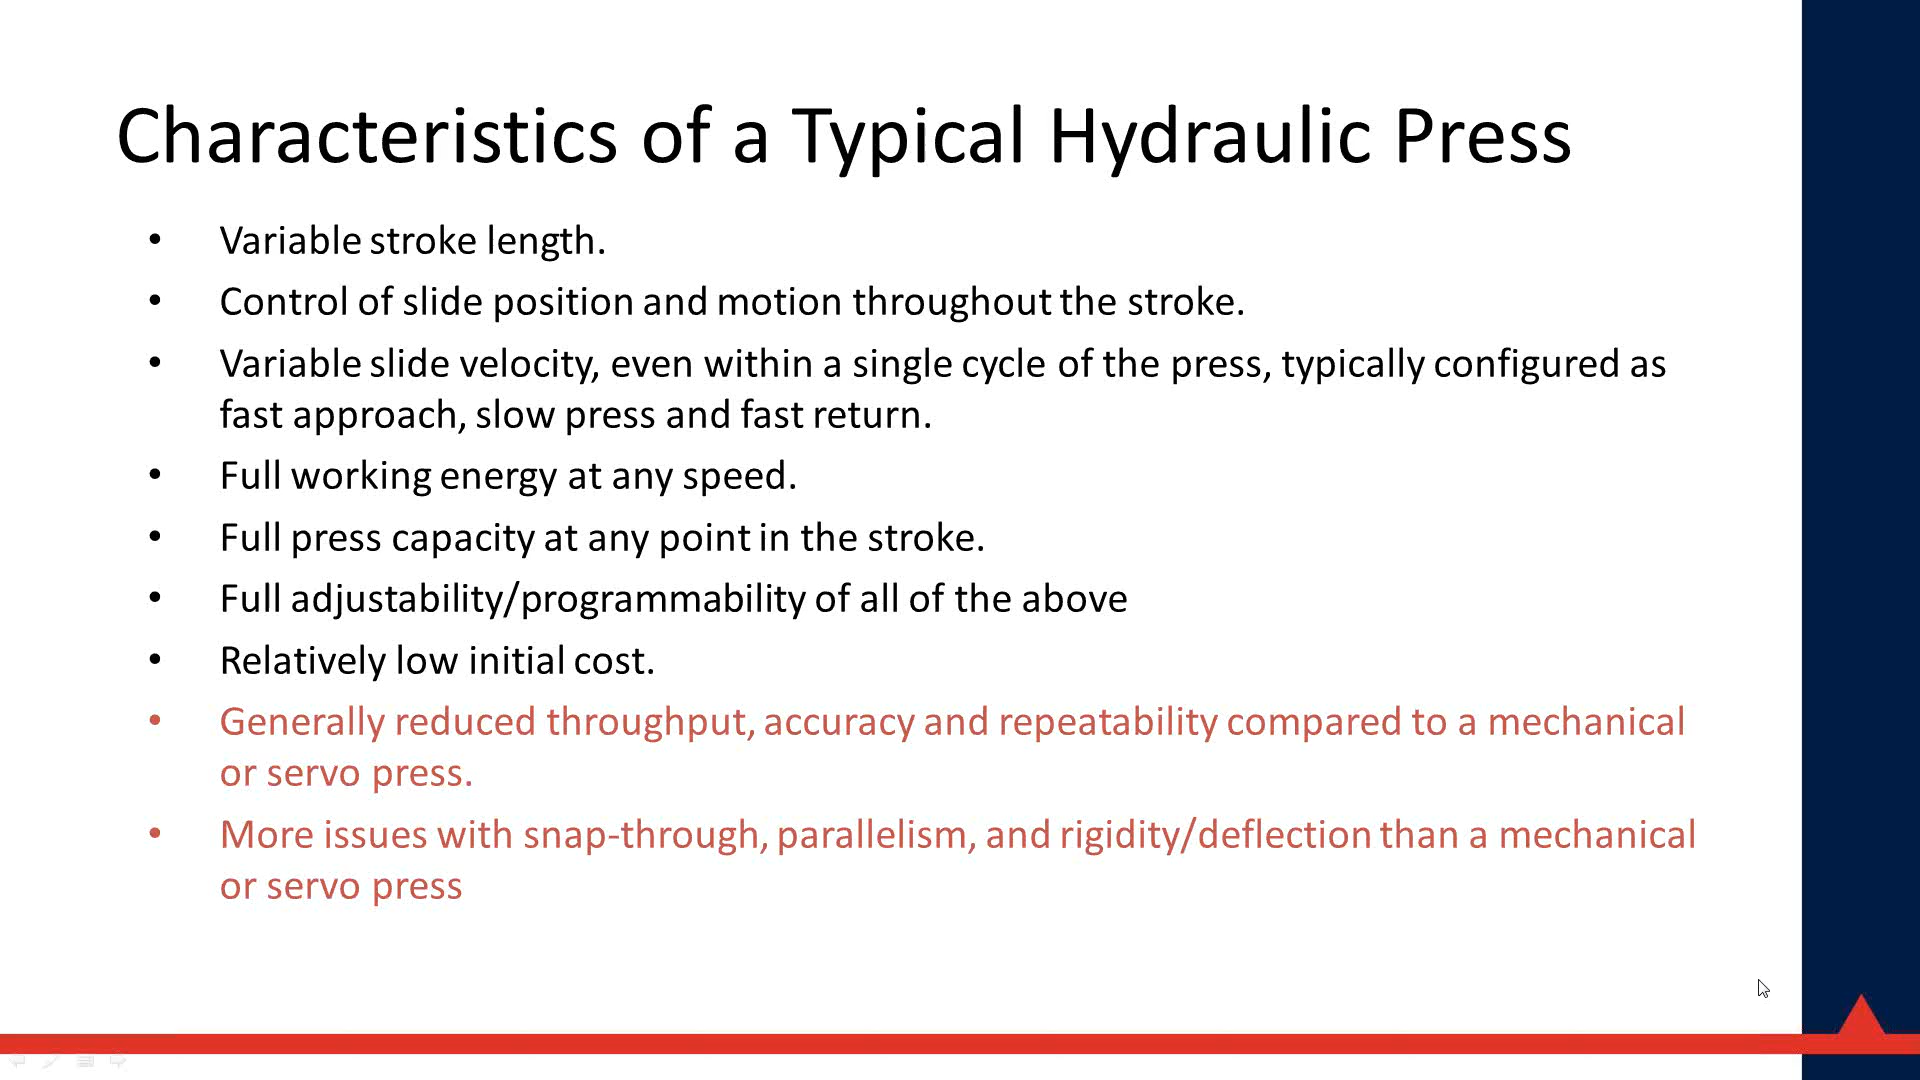 Characteristics of a Typical Hydraulic Press
• Variable stroke length.
• Control of slide position and motion throughout the stroke.
• Variable slide velocity, even within a single cycle of the press, typically configured as
fast approach, slow press and fast return.
• Full working energy at any speed.
• Full press capacity at any point in the stroke.
• Full adjustability/programmability of all of the above
• Relatively low initial cost.
• Generally reduced throughput, accuracy and repeatability compared to a mechanical
or servo press.
• More issues with snap-through, parallelism, and rigidity/deflection than a mechanical
or servo press